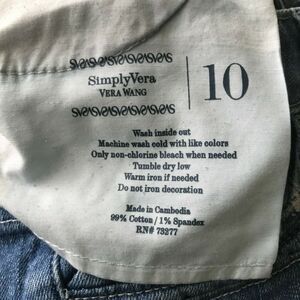 SimplyVera
VERA WANG
10
Wash inside out
Machine wash cold with like colors
Only non-chlorine bleach when needed
Tumble dry low
Warm iron if needed
Do not iron decoration
Made in Cambodia
99% Cotton / 1% Spandex
RN# 73277